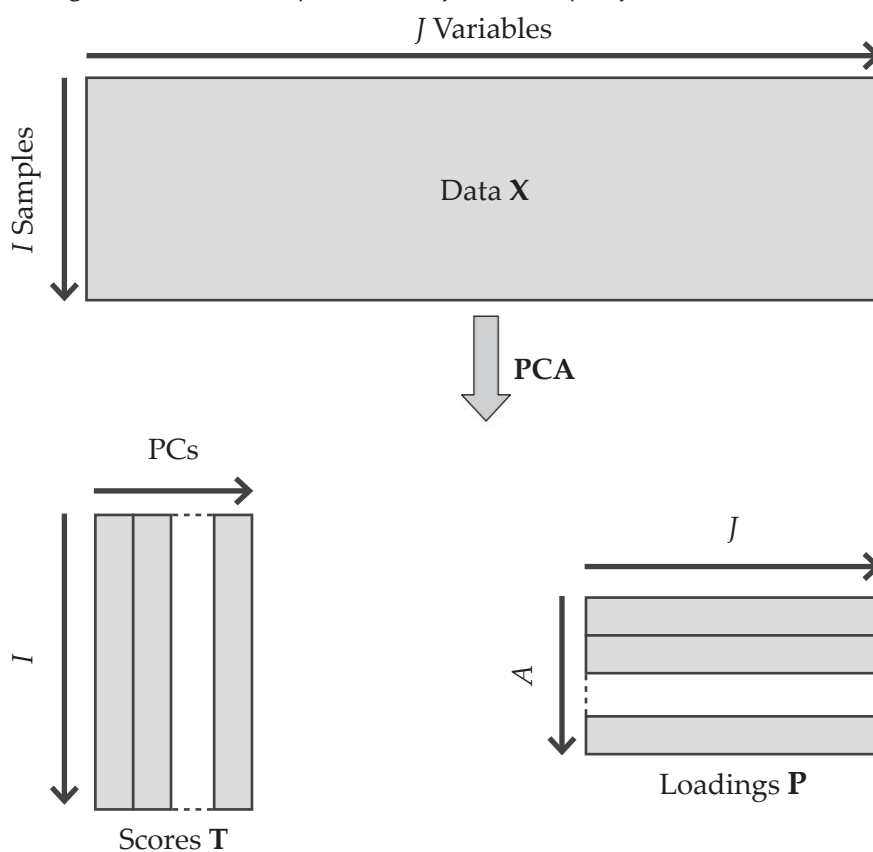 J Variables
I Samples
Data X
PCA
PCs
I
Scores T
J
A
Loadings P